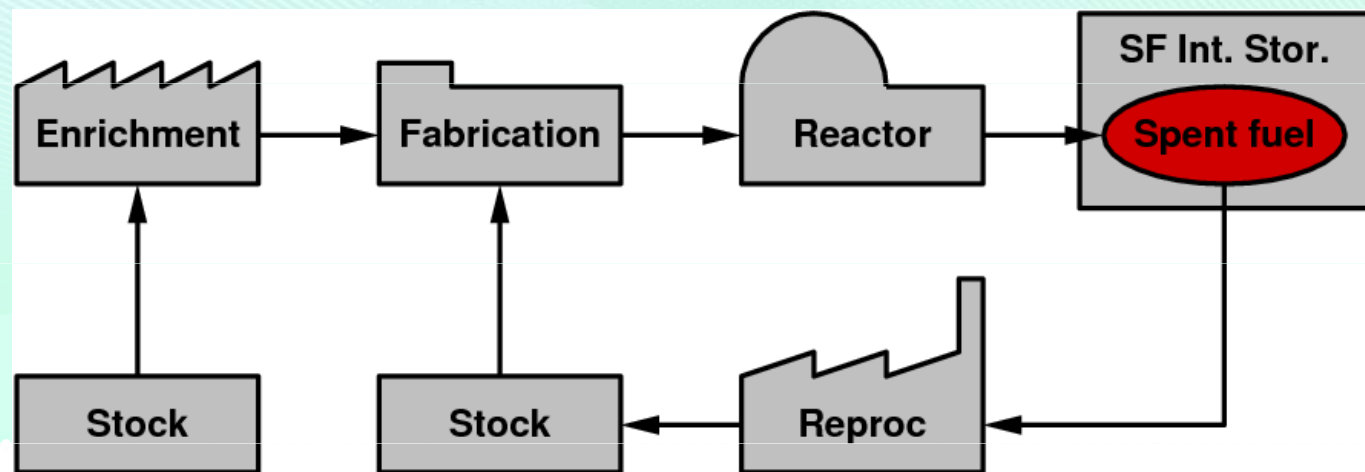 SF Int. Stor.
Enrichment
Fabrication
Reactor
Spent fuel
Stock
Stock
Reproc